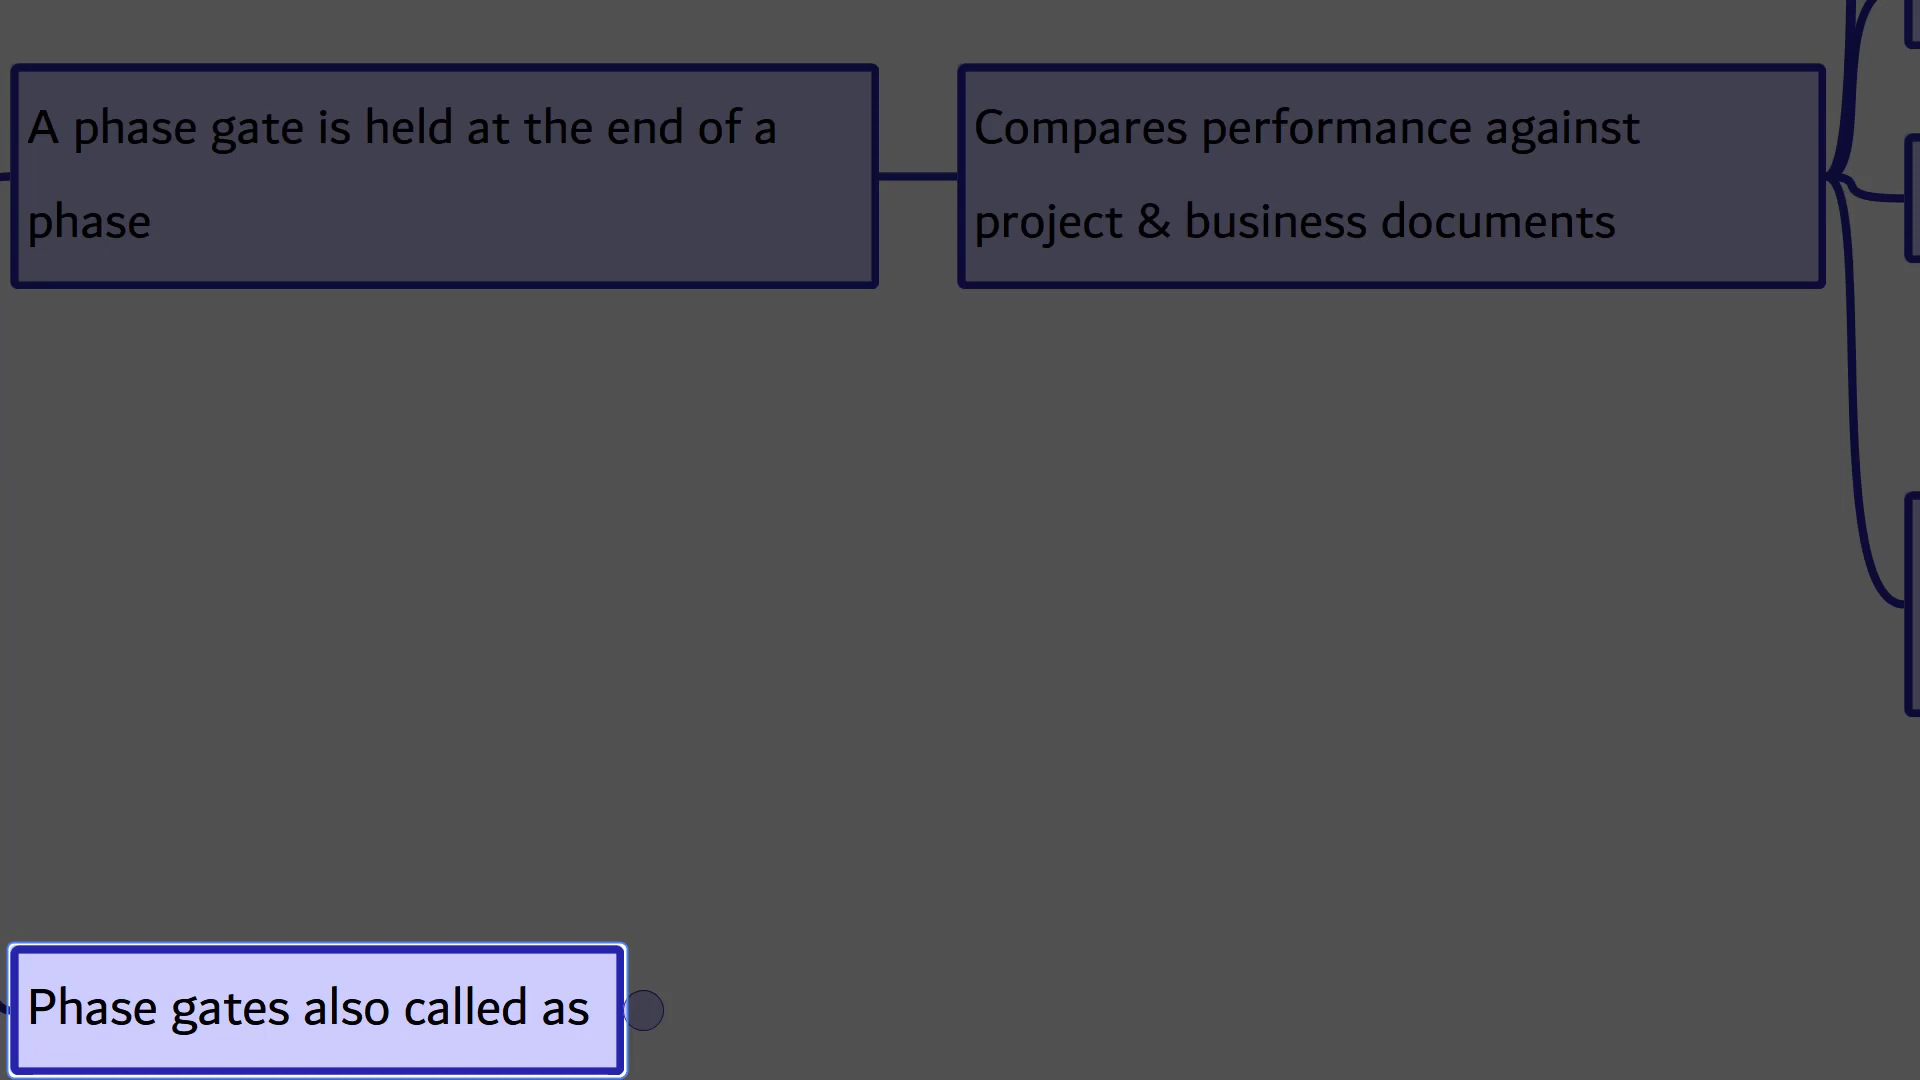 A phase gate is held at the end of a
phase
Compares performance against
project & business documents
Phase gates also called as